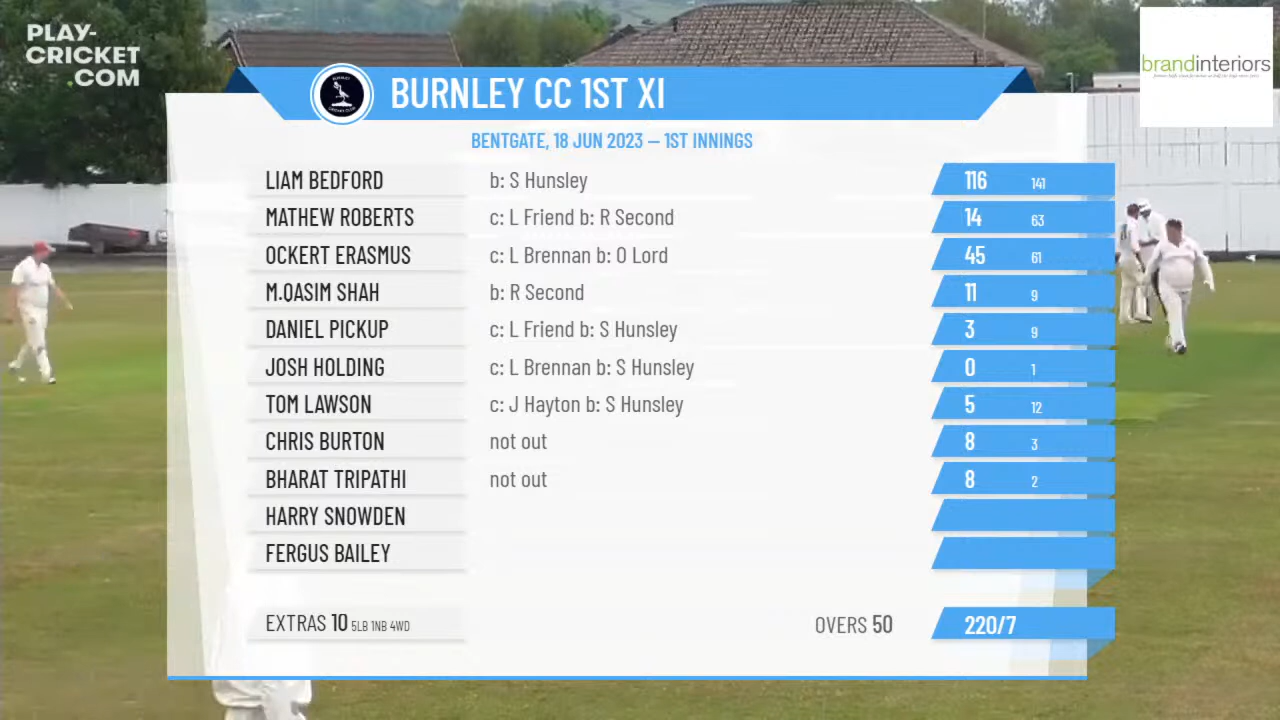 PLAY-
CRICKET
.COM
BURNLEY CC 1ST XI
brandinteriors
BENTGATE, 18 JUN 2023 – 1ST INNINGS
LIAM BEDFORD b: S Hunsley 116 141
MATHEW ROBERTS c: L Friend b: R Second 14 63
OCKERT ERASMUS c: L Brennan b: O Lord 45 61
M.QASIM SHAH b: R Second 11 9
DANIEL PICKUP c: L Friend b: S Hunsley 3 9
JOSH HOLDING c: L Brennan b: S Hunsley 0 1
TOM LAWSON c: J Hayton b: S Hunsley 5 12
CHRIS BURTON not out 8 3
BHARAT TRIPATHI not out 8 2
HARRY SNOWDEN
FERGUS BAILEY
EXTRAS 10 5LB 1NB 4WD OVERS 50 220/7